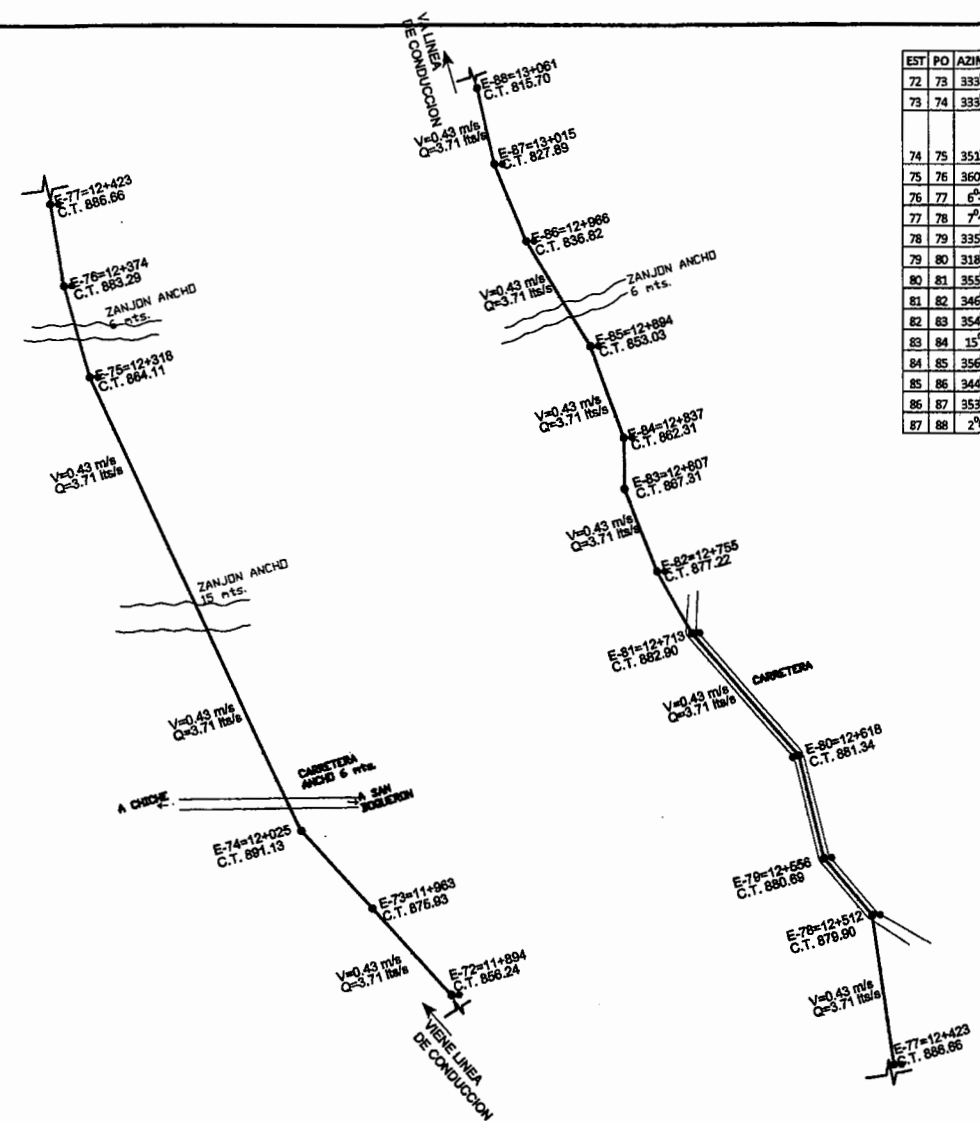 VA LINEA
DE CONDUCCION
E-77=12+423
C.T. 886.66
E-76=12+374
C.T. 883.29
ZANJON ANCHO
6 mts.
E-75=12+318
C.T. 864.11
V=0.43 m/s
Q=3.71 lts/s
ZANJON ANCHO
15 mts.
V=0.43 m/s
Q=3.71 lts/s
CARRETERA
ANCHO 6 mts.
A CHICHE
A SAN
BOQUERON
E-74=12+025
C.T. 891.13
E-73=11+963
C.T. 875.93
V=0.43 m/s
Q=3.71 lts/s
E-72=11+894
C.T. 856.24
VIENE LINEA
DE CONDUCCION
E-88=13+061
C.T. 815.70
V=0.43 m/s
Q=3.71 lts/s
E-87=13+015
C.T. 827.89
E-86=12+966
C.T. 836.82
V=0.43 m/s
Q=3.71 lts/s
ZANJON ANCHO
6 mts.
E-85=12+894
C.T. 853.03
V=0.43 m/s
Q=3.71 lts/s
E-84=12+837
C.T. 862.31
E-83=12+807
C.T. 867.31
V=0.43 m/s
Q=3.71 lts/s
E-82=12+755
C.T. 877.22
E-81=12+713
C.T. 882.90
CARRETERA
V=0.43 m/s
Q=3.71 lts/s
E-80=12+618
C.T. 881.34
E-79=12+556
C.T. 880.69
E-78=12+512
C.T. 879.90
V=0.43 m/s
Q=3.71 lts/s
E-77=12+423
C.T. 886.66
EST PO AZIM
72 73 333
73 74 333
74 75 351
75 76 360
76 77 6°
77 78 7°
78 79 335
79 80 318
80 81 355
81 82 346
82 83 354
83 84 15°
84 85 356
85 86 344
86 87 353
87 88 2°